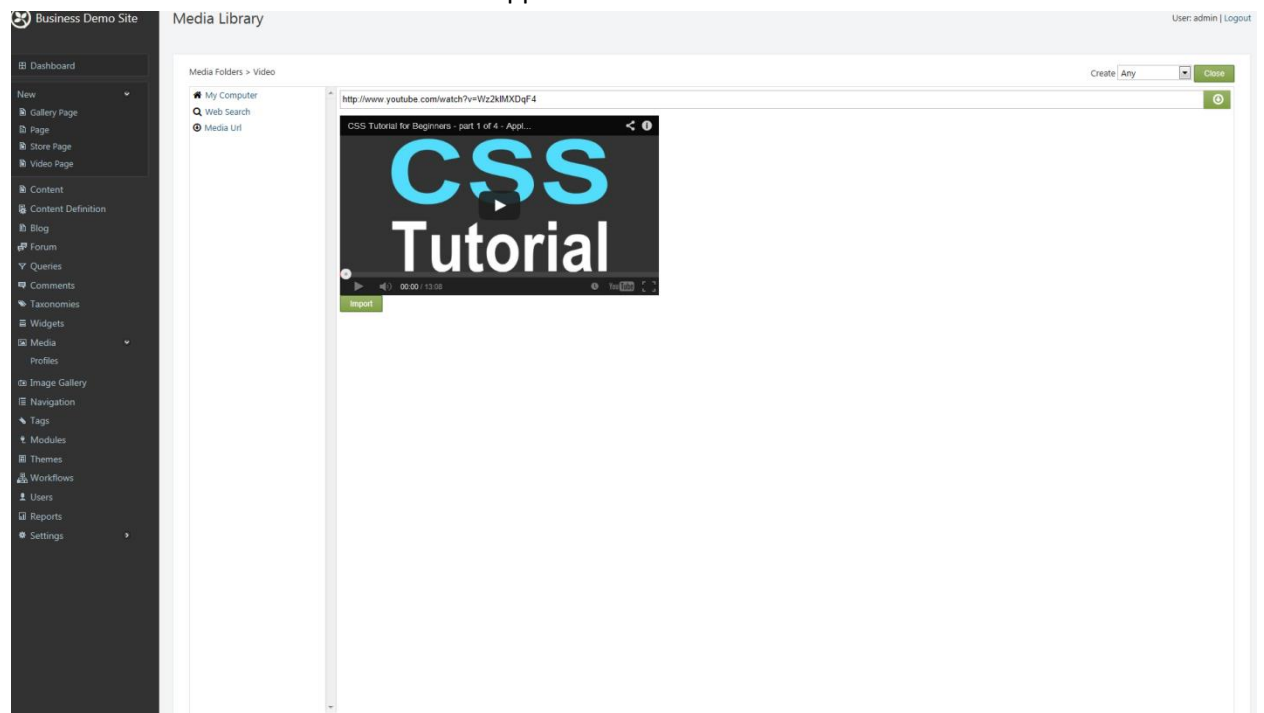 Business Demo Site
Media Library
User: admin | Logout
Dashboard
New
Gallery Page
Page
Store Page
Video Page
Content
Content Definition
Blog
Forum
Queries
Comments
Taxonomies
Widgets
Media
Profiles
Image Gallery
Navigation
Tags
Modules
Themes
Workflows
Users
Reports
Settings
Media Folders > Video
Create Any Close
My Computer
Web Search
Media Url
http://www.youtube.com/watch?v=Wz2klMXDqF4
CSS Tutorial for Beginners - part 1 of 4 - Appl...
CSS
Tutorial
00:00 / 13:08
YouTube
Import